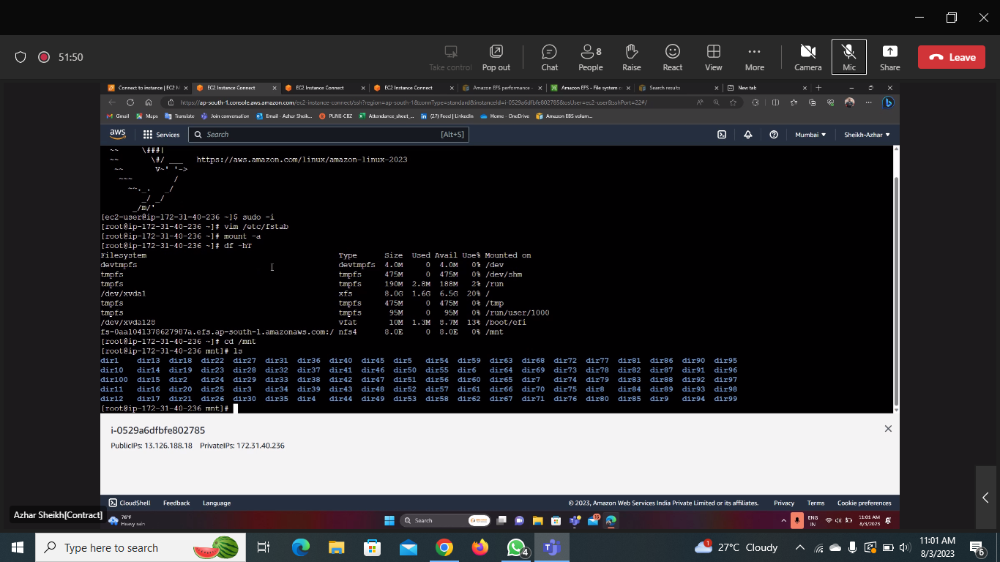 51:50
Take control
Pop out
Chat
8
People
Raise
React
View
More
Camera
Mic
Share
Leave
Connect to instance | EC2 M
EC2 Instance Connect
EC2 Instance Connect
EC2 Instance Connect
Amazon EFS performance -
Amazon EFS - File system c
Search results
New tab
https://ap-south-1.console.aws.amazon.com/ec2-instance-connect/ssh?region=ap-south-1&connType=standard&instanceId=i-0529a6dfbfe802785&osUser=ec2-user&sshPort=22#/
Gmail
Maps
Translate
Join conversation
Email - Azhar Sheik...
PUNE-CBZ
Attendance_sheet_...
(27) Feed | LinkedIn
Home - OneDrive
Amazon EBS volum...
aws
Services
Search
[Alt+S]
Mumbai
Sheikh-Azhar
~~ \###|
~~ \#/ ___ https://aws.amazon.com/linux/amazon-linux-2023
~~ V~' '->
~~~ /
~~._. _/
_/ _/
_/m/'
[ec2-user@ip-172-31-40-236 ~]$ sudo -i
[root@ip-172-31-40-236 ~]# vim /etc/fstab
[root@ip-172-31-40-236 ~]# mount -a
[root@ip-172-31-40-236 ~]# df -hT
Filesystem Type Size Used Avail Use% Mounted on
devtmpfs devtmpfs 4.0M 0 4.0M 0% /dev
tmpfs tmpfs 475M 0 475M 0% /dev/shm
tmpfs tmpfs 190M 2.8M 188M 2% /run
/dev/xvda1 xfs 8.0G 1.6G 6.5G 20% /
tmpfs tmpfs 475M 0 475M 0% /tmp
tmpfs tmpfs 95M 0 95M 0% /run/user/1000
/dev/xvda128 vfat 10M 1.3M 8.7M 13% /boot/efi
fs-0aa1041378627987a.efs.ap-south-1.amazonaws.com:/ nfs4 8.0E 0 8.0E 0% /mnt
[root@ip-172-31-40-236 ~]# cd /mnt
[root@ip-172-31-40-236 mnt]# ls
dir1 dir13 dir18 dir22 dir27 dir31 dir36 dir40 dir45 dir5 dir54 dir59 dir63 dir68 dir72 dir77 dir81 dir86 dir90 dir95
dir10 dir14 dir19 dir23 dir28 dir32 dir37 dir41 dir46 dir50 dir55 dir6 dir64 dir69 dir73 dir78 dir82 dir87 dir91 dir96
dir100 dir15 dir2 dir24 dir29 dir33 dir38 dir42 dir47 dir51 dir56 dir60 dir65 dir7 dir74 dir79 dir83 dir88 dir92 dir97
dir11 dir16 dir20 dir25 dir3 dir34 dir39 dir43 dir48 dir52 dir57 dir61 dir66 dir70 dir75 dir8 dir84 dir89 dir93 dir98
dir12 dir17 dir21 dir26 dir30 dir35 dir4 dir44 dir49 dir53 dir58 dir62 dir67 dir71 dir76 dir80 dir85 dir9 dir94 dir99
[root@ip-172-31-40-236 mnt]#
i-0529a6dfbfe802785
PublicIPs: 13.126.188.18 PrivateIPs: 172.31.40.236
CloudShell
Feedback
Language
© 2023, Amazon Web Services India Private Limited or its affiliates.
Privacy
Terms
Cookie preferences
Azhar Sheikh[Contract]
76°F
Heavy rain
Search
16
ENG
IN
11:01 AM
8/3/2023
Type here to search
4
1
27°C Cloudy
11:01 AM
8/3/2023
6